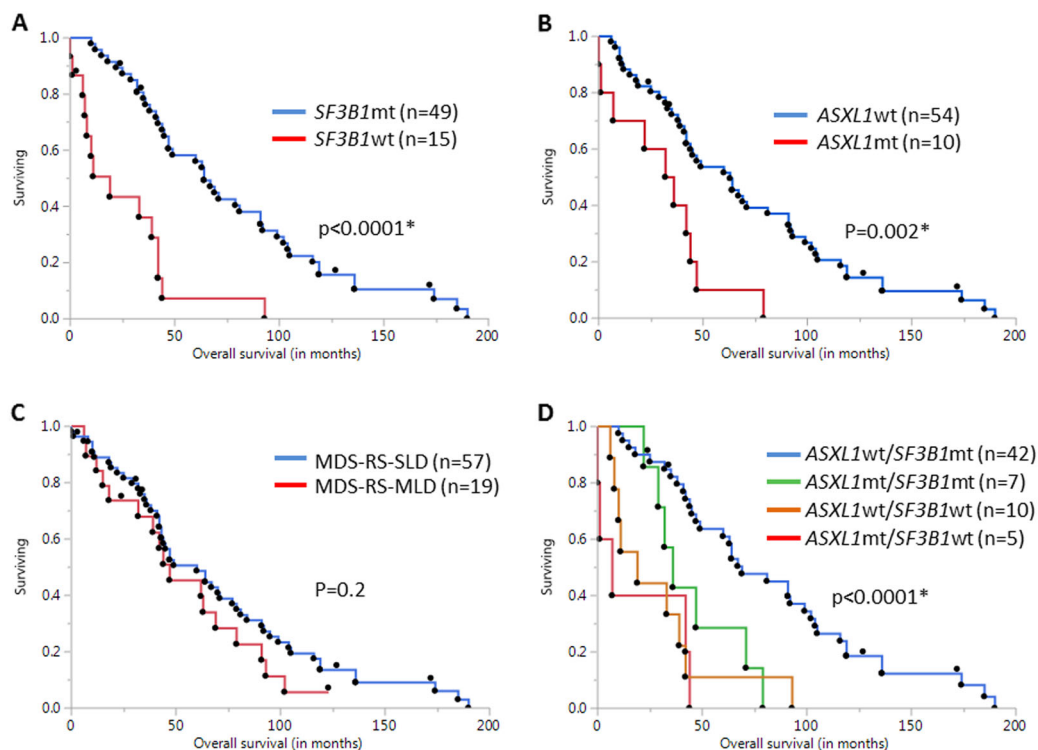 A
Surviving
1.0
0.8
0.6
0.4
0.2
0.0
SF3B1mt (n=49)
SF3B1wt (n=15)
p<0.0001*
0 50 100 150 200
Overall survival (in months)
B
Surviving
1.0
0.8
0.6
0.4
0.2
0.0
ASXL1wt (n=54)
ASXL1mt (n=10)
P=0.002*
0 50 100 150 200
Overall survival (in months)
C
Surviving
1.0
0.8
0.6
0.4
0.2
0.0
MDS-RS-SLD (n=57)
MDS-RS-MLD (n=19)
P=0.2
0 50 100 150 200
Overall survival (in months)
D
Surviving
1.0
0.8
0.6
0.4
0.2
0.0
ASXL1wt/SF3B1mt (n=42)
ASXL1mt/SF3B1mt (n=7)
ASXL1wt/SF3B1wt (n=10)
ASXL1mt/SF3B1wt (n=5)
p<0.0001*
0 50 100 150 200
Overall survival (in months)